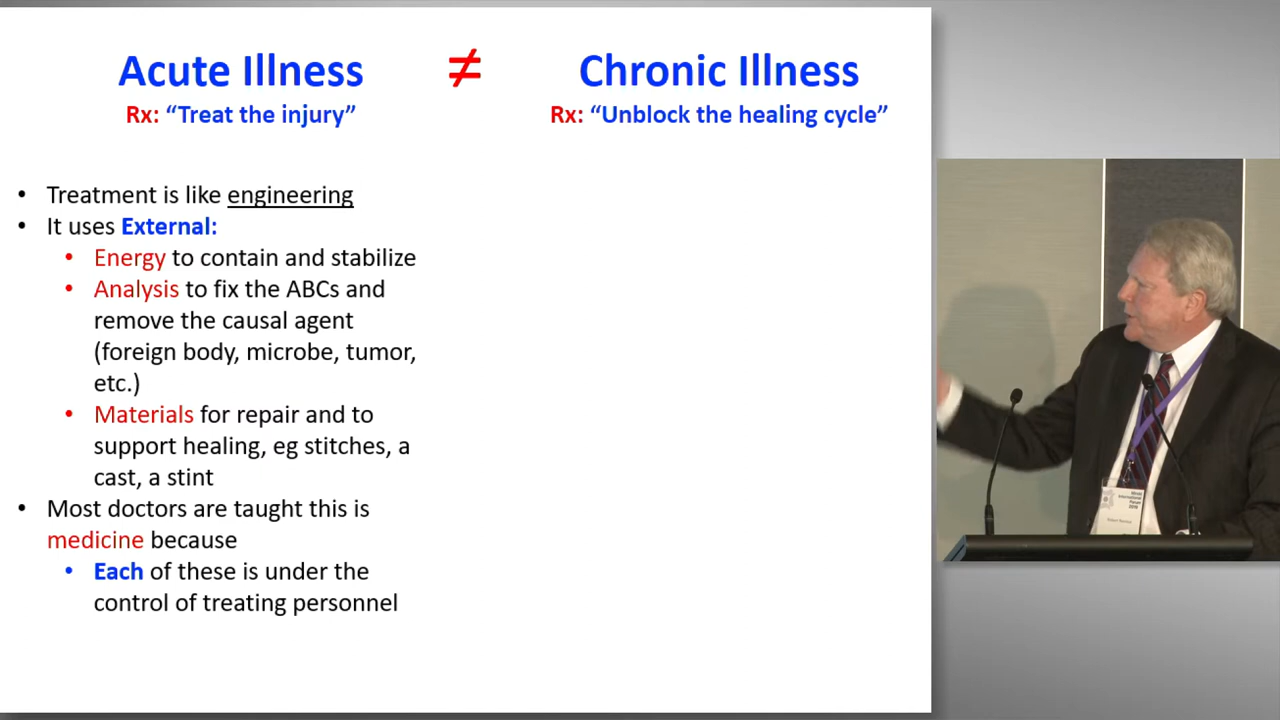 Acute Illness ≠ Chronic Illness
Rx: “Treat the injury” Rx: “Unblock the healing cycle”
• Treatment is like engineering
• It uses External:
• Energy to contain and stabilize
• Analysis to fix the ABCs and
remove the causal agent
(foreign body, microbe, tumor,
etc.)
• Materials for repair and to
support healing, eg stitches, a
cast, a stint
• Most doctors are taught this is
medicine because
• Each of these is under the
control of treating personnel
International
Forum